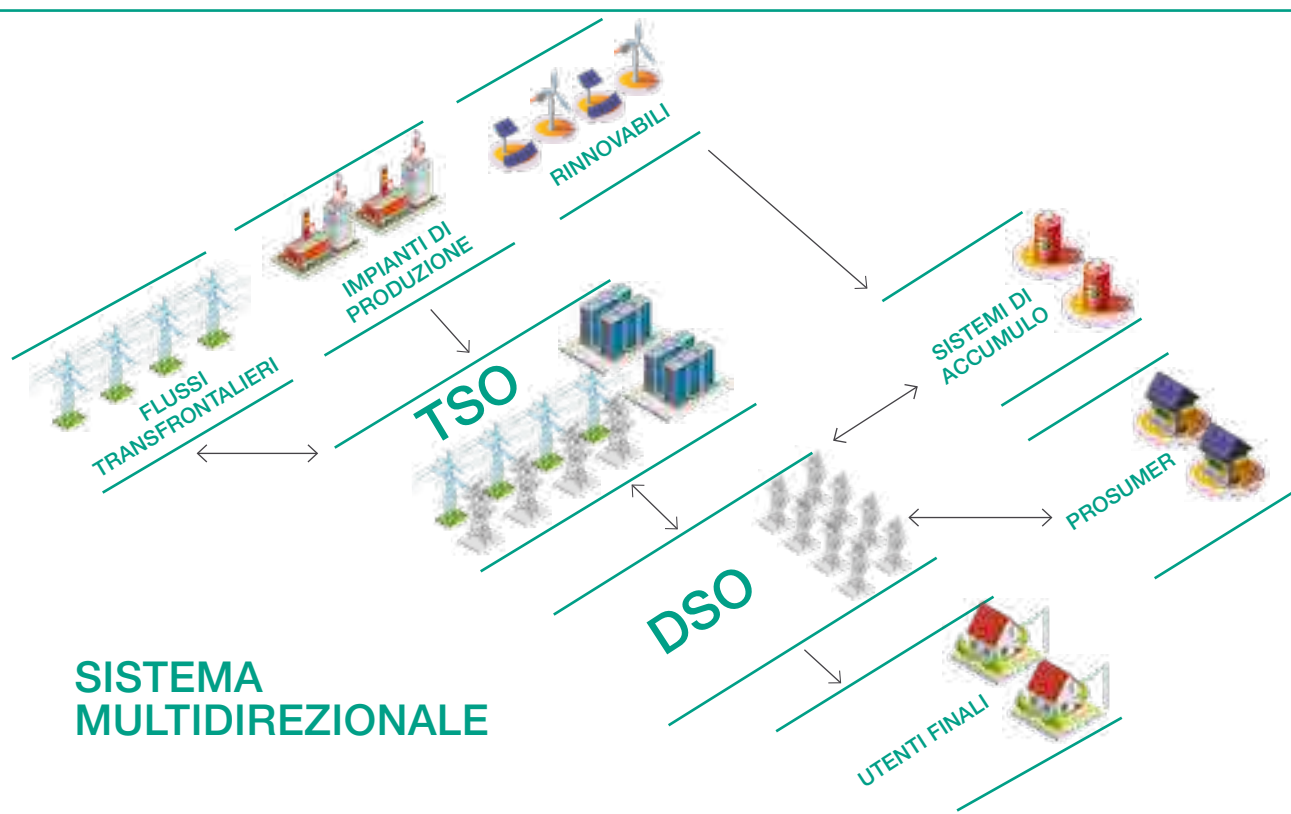 RINNOVABILI
IMPIANTI DI
PRODUZIONE
FLUSSI
TRANSFRONTALIERI
TSO
SISTEMI DI
ACCUMULO
PROSUMER
DSO
UTENTI FINALI
SISTEMA
MULTIDIREZIONALE